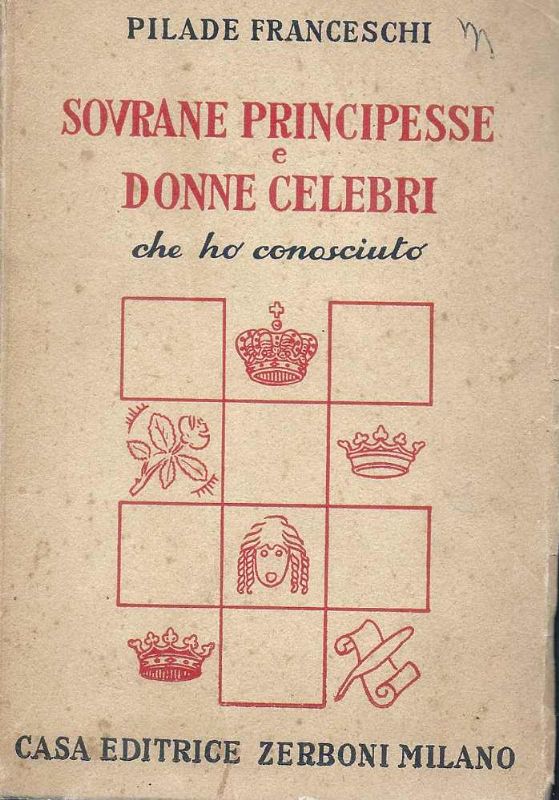 PILADE FRANCESCHI
SOVRANE PRINCIPESSE
e
DONNE CELEBRI
che ho conosciuto
CASA EDITRICE ZERBONI MILANO